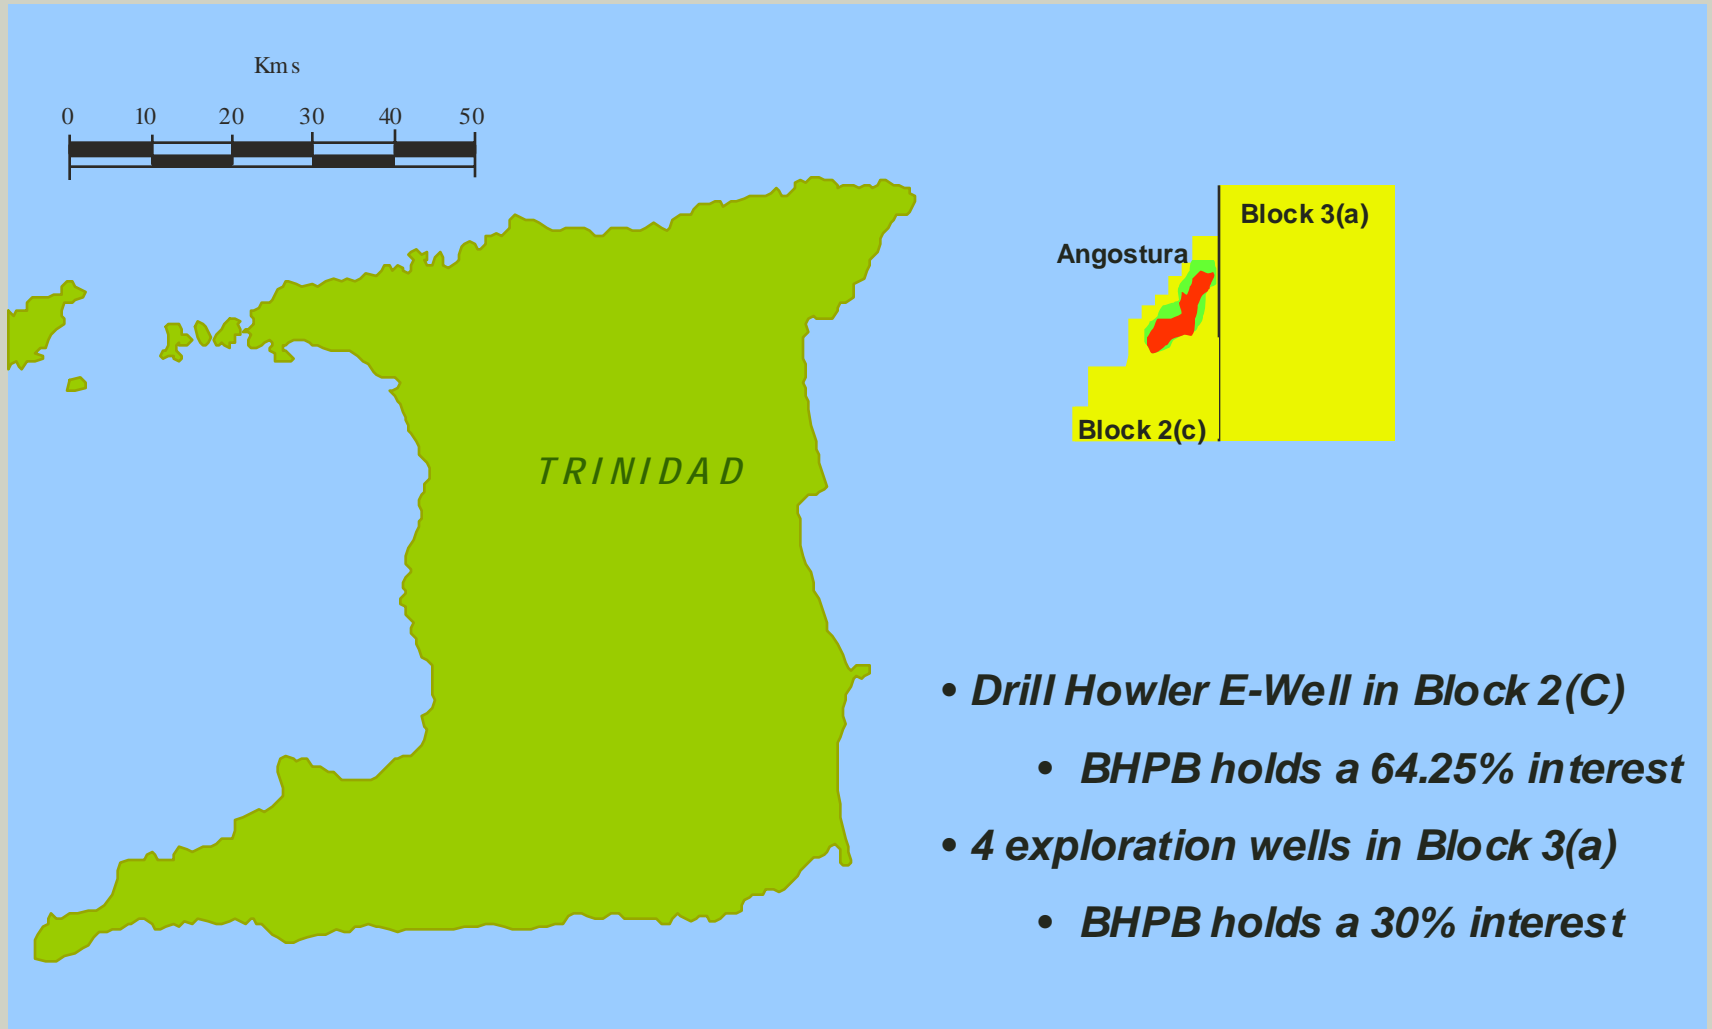 Kms
0 10 20 30 40 50
Block 3(a)
Angostura
Block 2(c)
TRINIDAD
• Drill Howler E-Well in Block 2(C)
• BHPB holds a 64.25% interest
• 4 exploration wells in Block 3(a)
• BHPB holds a 30% interest